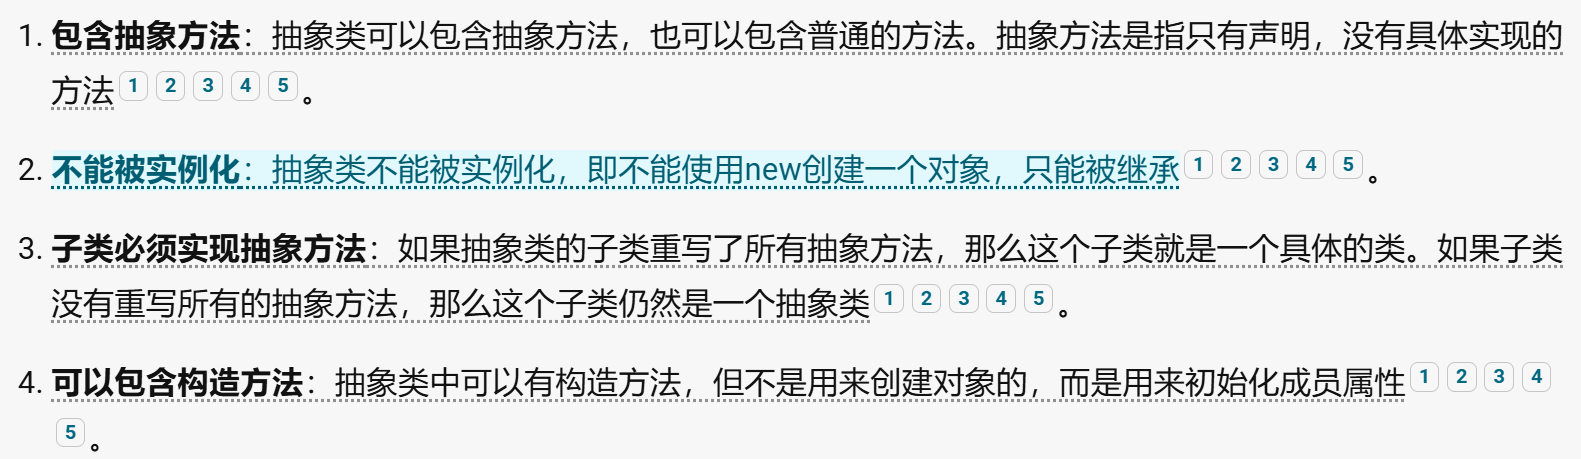 1. 包含抽象方法：抽象类可以包含抽象方法，也可以包含普通的方法。抽象方法是指只有声明，没有具体实现的
方法 1 2 3 4 5 。
2. 不能被实例化：抽象类不能被实例化，即不能使用new创建一个对象，只能被继承 1 2 3 4 5 。
3. 子类必须实现抽象方法：如果抽象类的子类重写了所有抽象方法，那么这个子类就是一个具体的类。如果子类
没有重写所有的抽象方法，那么这个子类仍然是一个抽象类 1 2 3 4 5 。
4. 可以包含构造方法：抽象类中可以有构造方法，但不是用来创建对象的，而是用来初始化成员属性 1 2 3 4
5 。